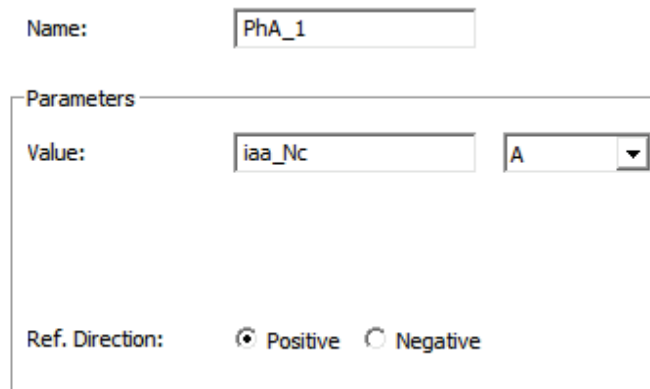 Name: PhA_1
Parameters
Value: iaa_Nc A
Ref. Direction: Positive Negative